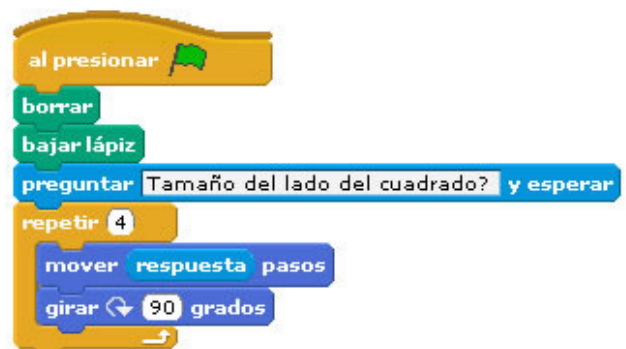 al presionar
borrar
bajar lápiz
preguntar Tamaño del lado del cuadrado? y esperar
repetir 4
mover respuesta pasos
girar 90 grados